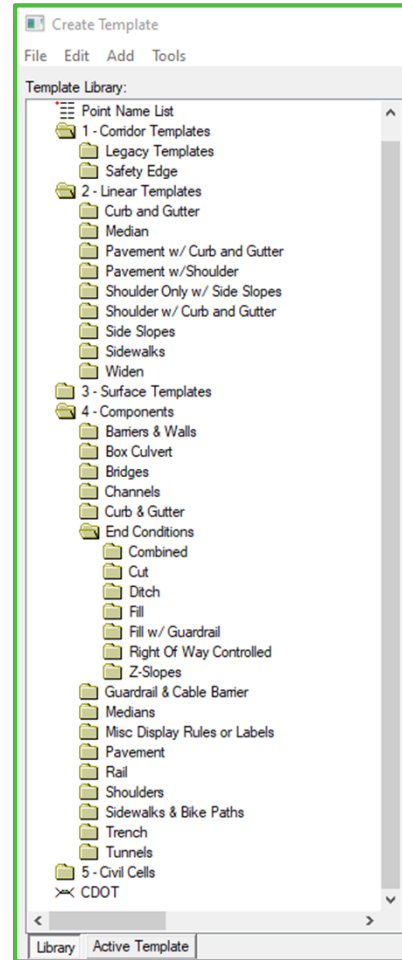 Create Template
File Edit Add Tools
Template Library:
Point Name List
1 - Corridor Templates
Legacy Templates
Safety Edge
2 - Linear Templates
Curb and Gutter
Median
Pavement w/ Curb and Gutter
Pavement w/Shoulder
Shoulder Only w/ Side Slopes
Shoulder w/ Curb and Gutter
Side Slopes
Sidewalks
Widen
3 - Surface Templates
4 - Components
Barriers & Walls
Box Culvert
Bridges
Channels
Curb & Gutter
End Conditions
Combined
Cut
Ditch
Fill
Fill w/ Guardrail
Right Of Way Controlled
Z-Slopes
Guardrail & Cable Barrier
Medians
Misc Display Rules or Labels
Pavement
Rail
Shoulders
Sidewalks & Bike Paths
Trench
Tunnels
5 - Civil Cells
CDOT
Library Active Template